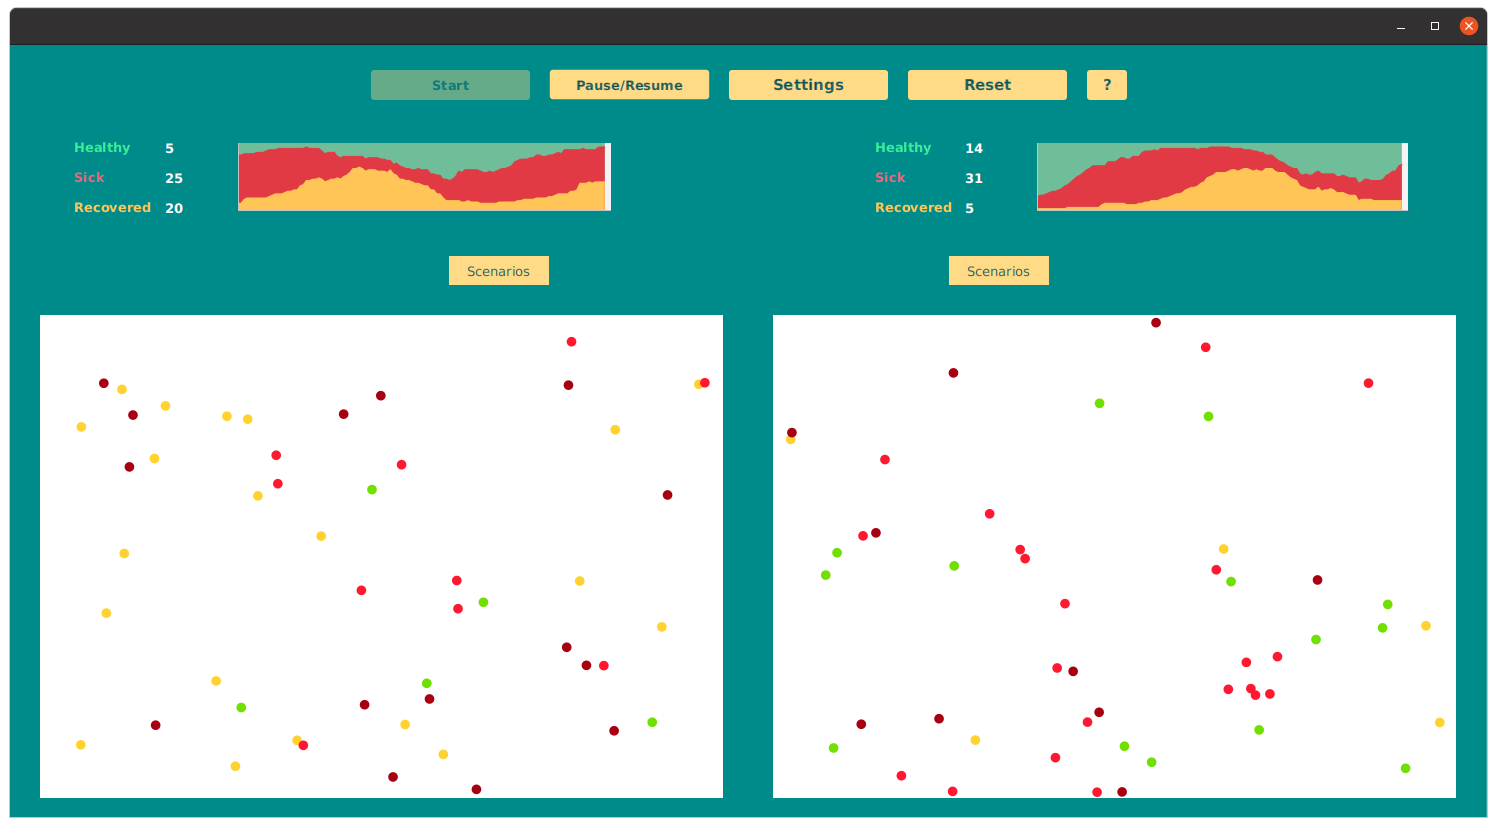 Start Pause/Resume Settings Reset ?
Healthy 5
Sick 25
Recovered 20
Healthy 14
Sick 31
Recovered 5
Scenarios Scenarios